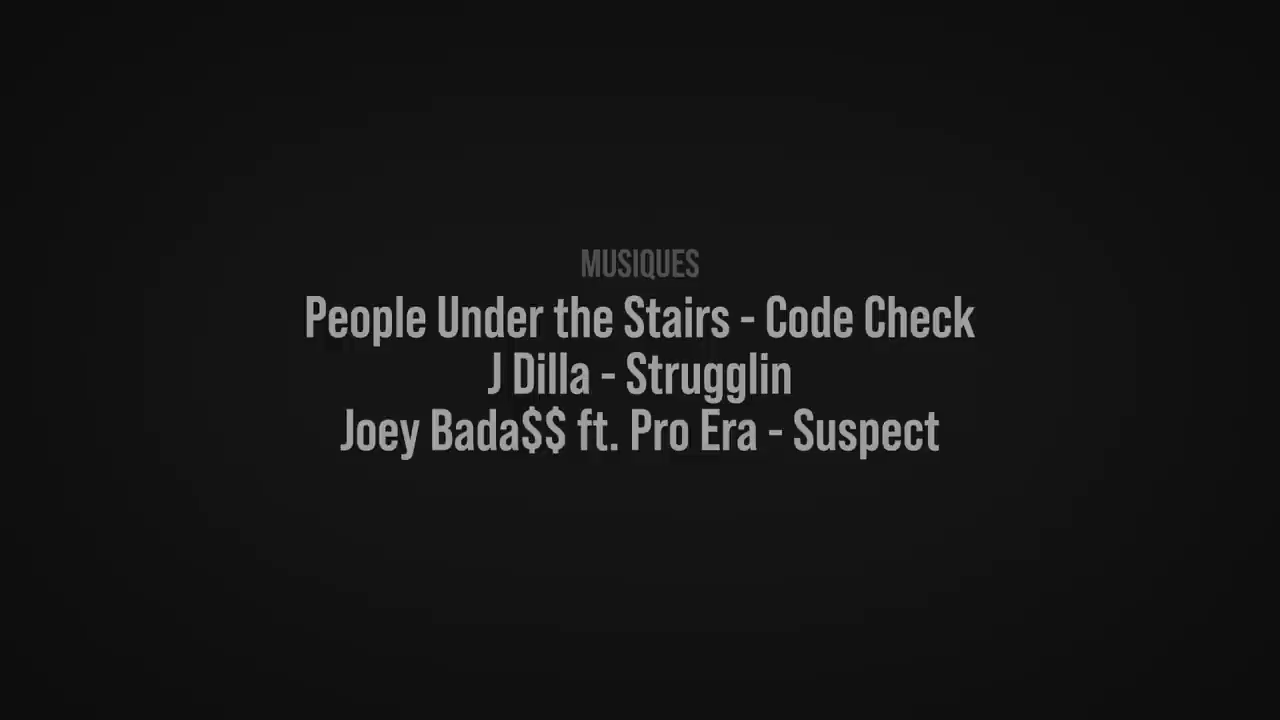 MUSIQUES
People Under the Stairs - Code Check
J Dilla - Strugglin
Joey Bada$$ ft. Pro Era - Suspect